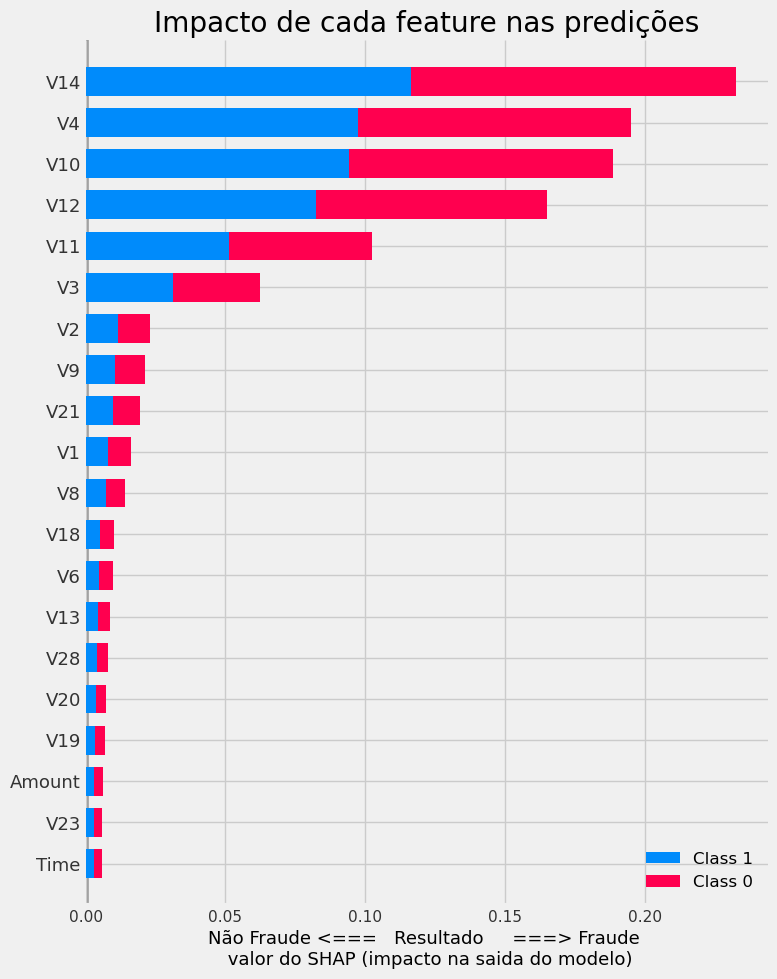 Impacto de cada feature nas predições
V14
V4
V10
V12
V11
V3
V2
V9
V21
V1
V8
V18
V6
V13
V28
V20
V19
Amount
V23
Time
Class 1
Class 0
0.00 0.05 0.10 0.15 0.20
Não Fraude <=== Resultado ===> Fraude
valor do SHAP (impacto na saida do modelo)